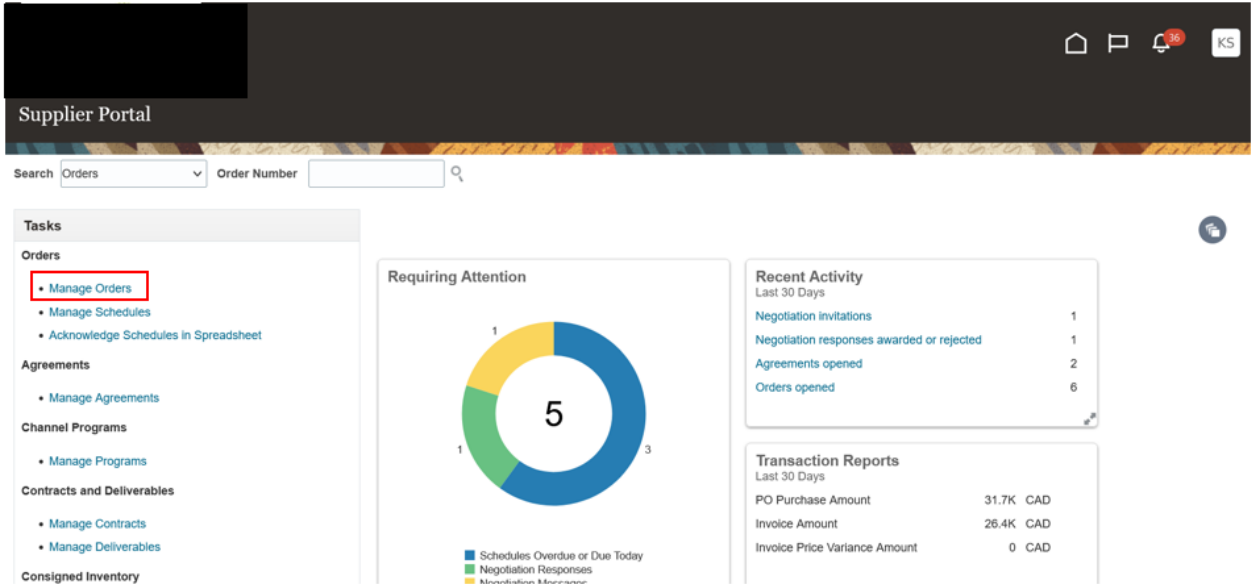 36
KS
Supplier Portal
Search Orders Order Number
Tasks
Orders
Manage Orders
Manage Schedules
Acknowledge Schedules in Spreadsheet
Agreements
Manage Agreements
Channel Programs
Manage Programs
Contracts and Deliverables
Manage Contracts
Manage Deliverables
Consigned Inventory
Requiring Attention
1
5
1
3
Schedules Overdue or Due Today
Negotiation Responses
Negotiation Messages
Recent Activity
Last 30 Days
Negotiation invitations 1
Negotiation responses awarded or rejected 1
Agreements opened 2
Orders opened 6
Transaction Reports
Last 30 Days
PO Purchase Amount 31.7K CAD
Invoice Amount 26.4K CAD
Invoice Price Variance Amount 0 CAD